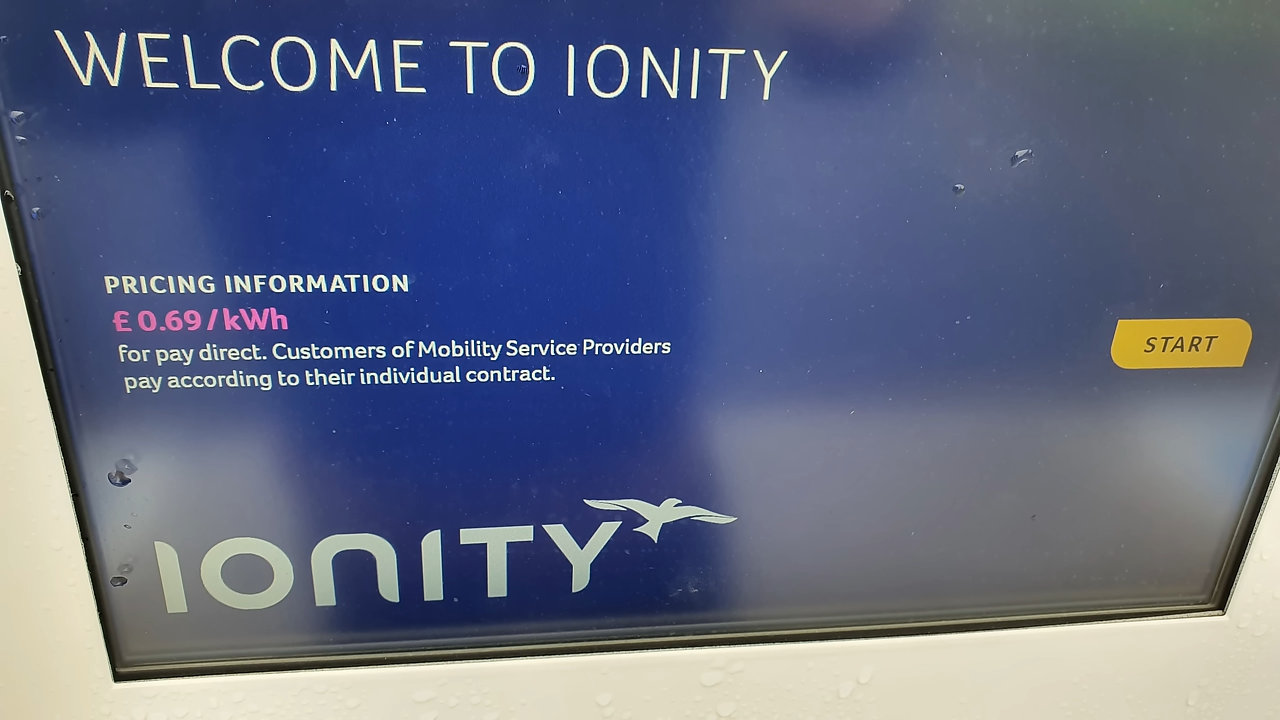 WELCOME TO IONITY
PRICING INFORMATION
£ 0.69/kWh
for pay direct. Customers of Mobility Service Providers
pay according to their individual contract.
START
IONITY